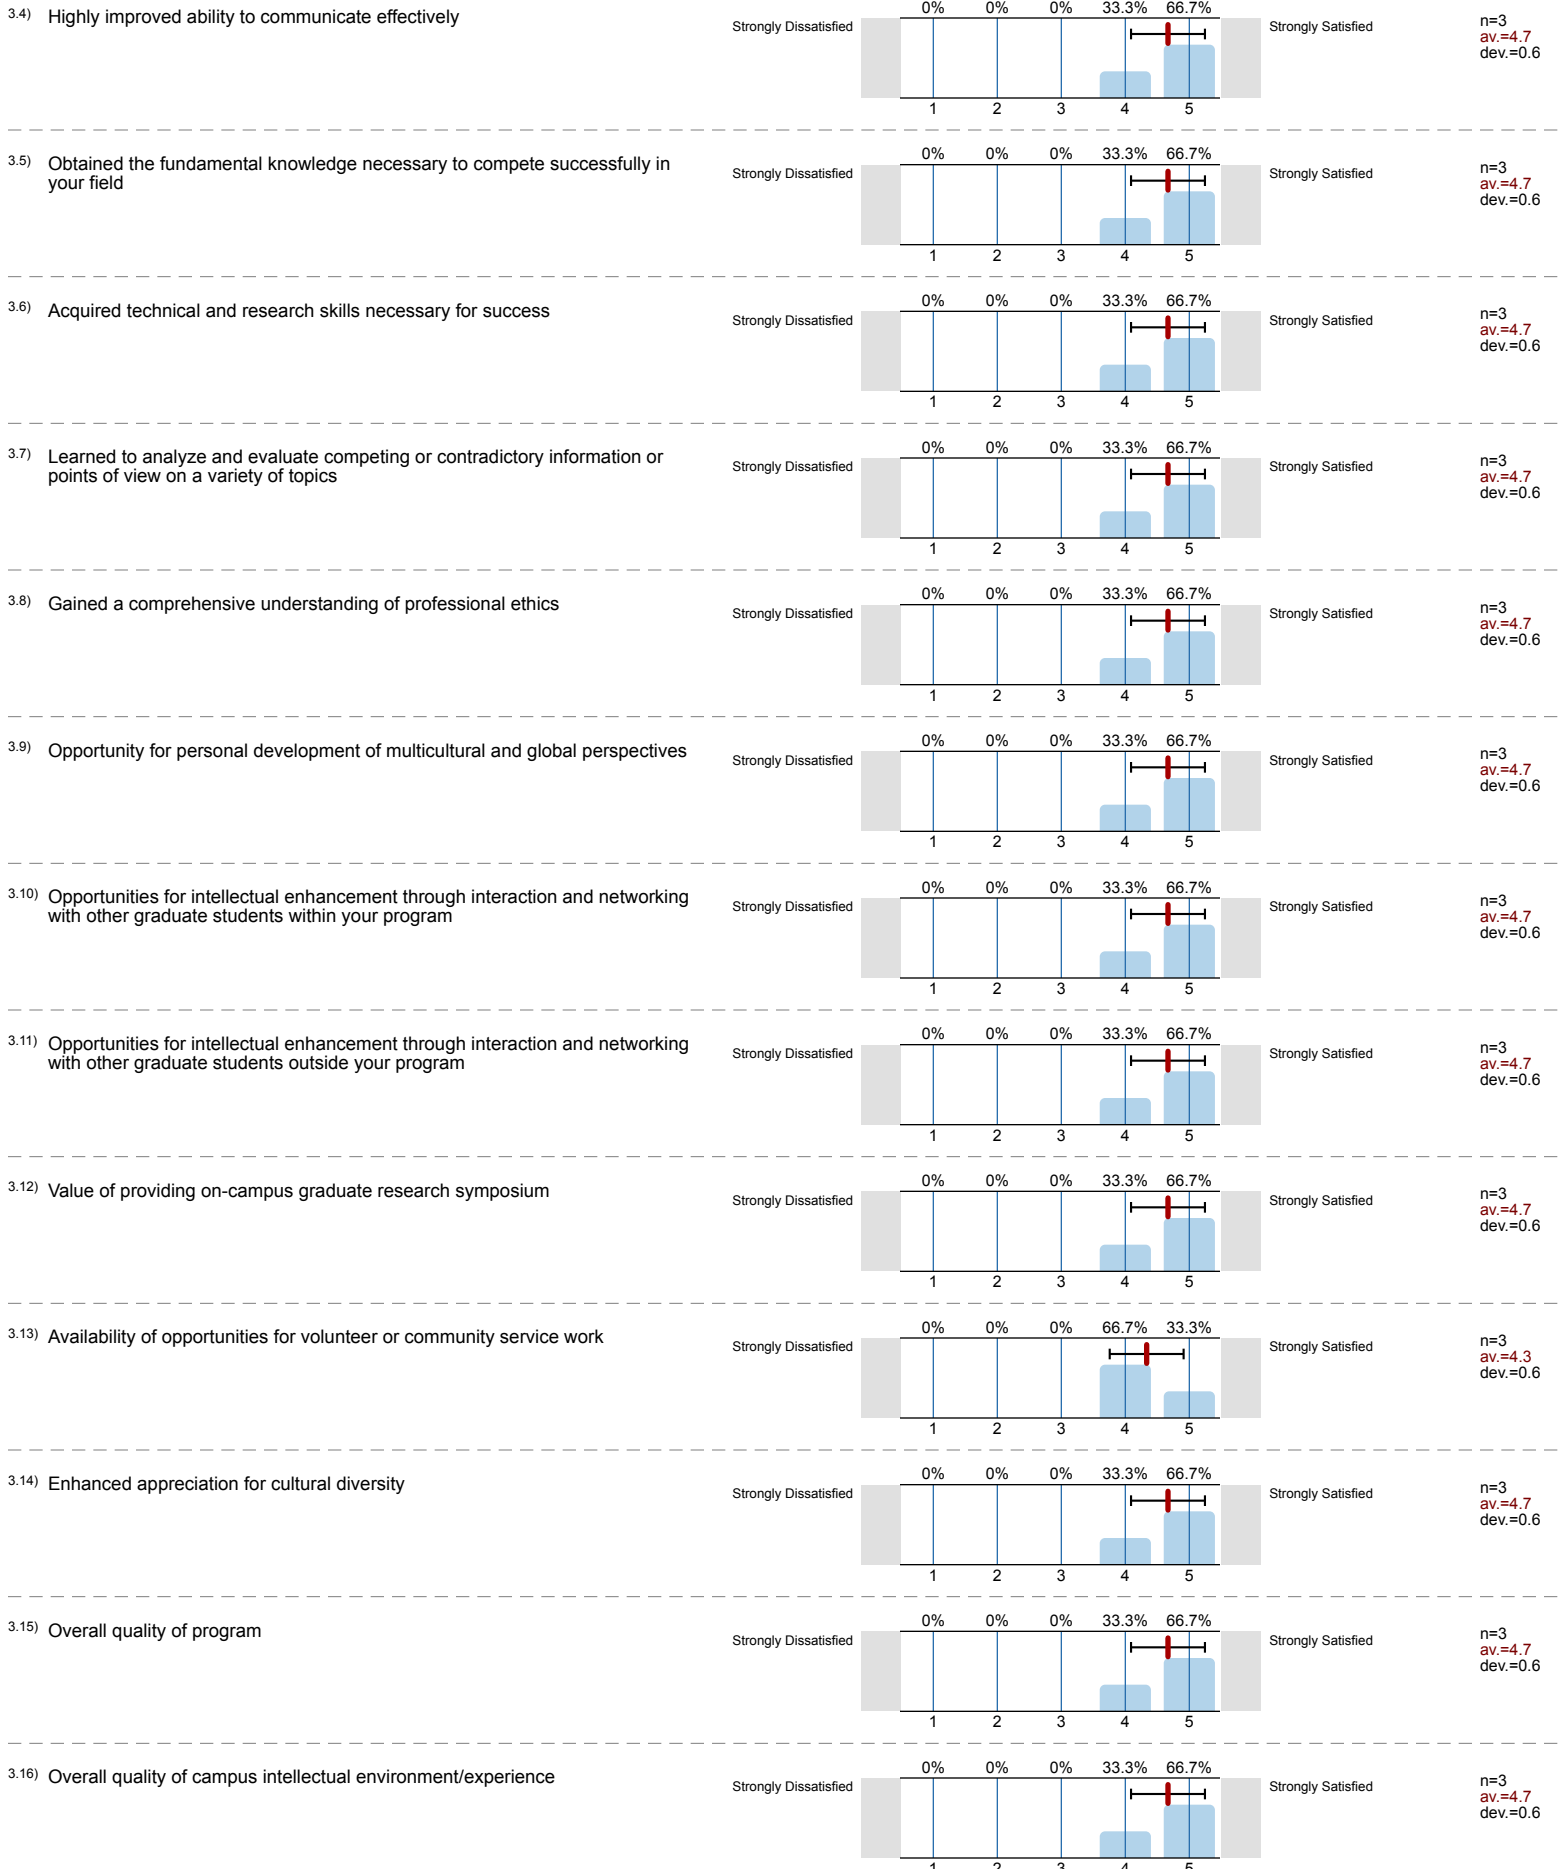 3.4) Highly improved ability to communicate effectively
Strongly Dissatisfied
0% 0% 0% 33.3% 66.7%
1 2 3 4 5
Strongly Satisfied
n=3
av.=4.7
dev.=0.6
3.5) Obtained the fundamental knowledge necessary to compete successfully in
your field
Strongly Dissatisfied
0% 0% 0% 33.3% 66.7%
1 2 3 4 5
Strongly Satisfied
n=3
av.=4.7
dev.=0.6
3.6) Acquired technical and research skills necessary for success
Strongly Dissatisfied
0% 0% 0% 33.3% 66.7%
1 2 3 4 5
Strongly Satisfied
n=3
av.=4.7
dev.=0.6
3.7) Learned to analyze and evaluate competing or contradictory information or
points of view on a variety of topics
Strongly Dissatisfied
0% 0% 0% 33.3% 66.7%
1 2 3 4 5
Strongly Satisfied
n=3
av.=4.7
dev.=0.6
3.8) Gained a comprehensive understanding of professional ethics
Strongly Dissatisfied
0% 0% 0% 33.3% 66.7%
1 2 3 4 5
Strongly Satisfied
n=3
av.=4.7
dev.=0.6
3.9) Opportunity for personal development of multicultural and global perspectives
Strongly Dissatisfied
0% 0% 0% 33.3% 66.7%
1 2 3 4 5
Strongly Satisfied
n=3
av.=4.7
dev.=0.6
3.10) Opportunities for intellectual enhancement through interaction and networking
with other graduate students within your program
Strongly Dissatisfied
0% 0% 0% 33.3% 66.7%
1 2 3 4 5
Strongly Satisfied
n=3
av.=4.7
dev.=0.6
3.11) Opportunities for intellectual enhancement through interaction and networking
with other graduate students outside your program
Strongly Dissatisfied
0% 0% 0% 33.3% 66.7%
1 2 3 4 5
Strongly Satisfied
n=3
av.=4.7
dev.=0.6
3.12) Value of providing on-campus graduate research symposium
Strongly Dissatisfied
0% 0% 0% 33.3% 66.7%
1 2 3 4 5
Strongly Satisfied
n=3
av.=4.7
dev.=0.6
3.13) Availability of opportunities for volunteer or community service work
Strongly Dissatisfied
0% 0% 0% 66.7% 33.3%
1 2 3 4 5
Strongly Satisfied
n=3
av.=4.3
dev.=0.6
3.14) Enhanced appreciation for cultural diversity
Strongly Dissatisfied
0% 0% 0% 33.3% 66.7%
1 2 3 4 5
Strongly Satisfied
n=3
av.=4.7
dev.=0.6
3.15) Overall quality of program
Strongly Dissatisfied
0% 0% 0% 33.3% 66.7%
1 2 3 4 5
Strongly Satisfied
n=3
av.=4.7
dev.=0.6
3.16) Overall quality of campus intellectual environment/experience
Strongly Dissatisfied
0% 0% 0% 33.3% 66.7%
1 2 3 4 5
Strongly Satisfied
n=3
av.=4.7
dev.=0.6